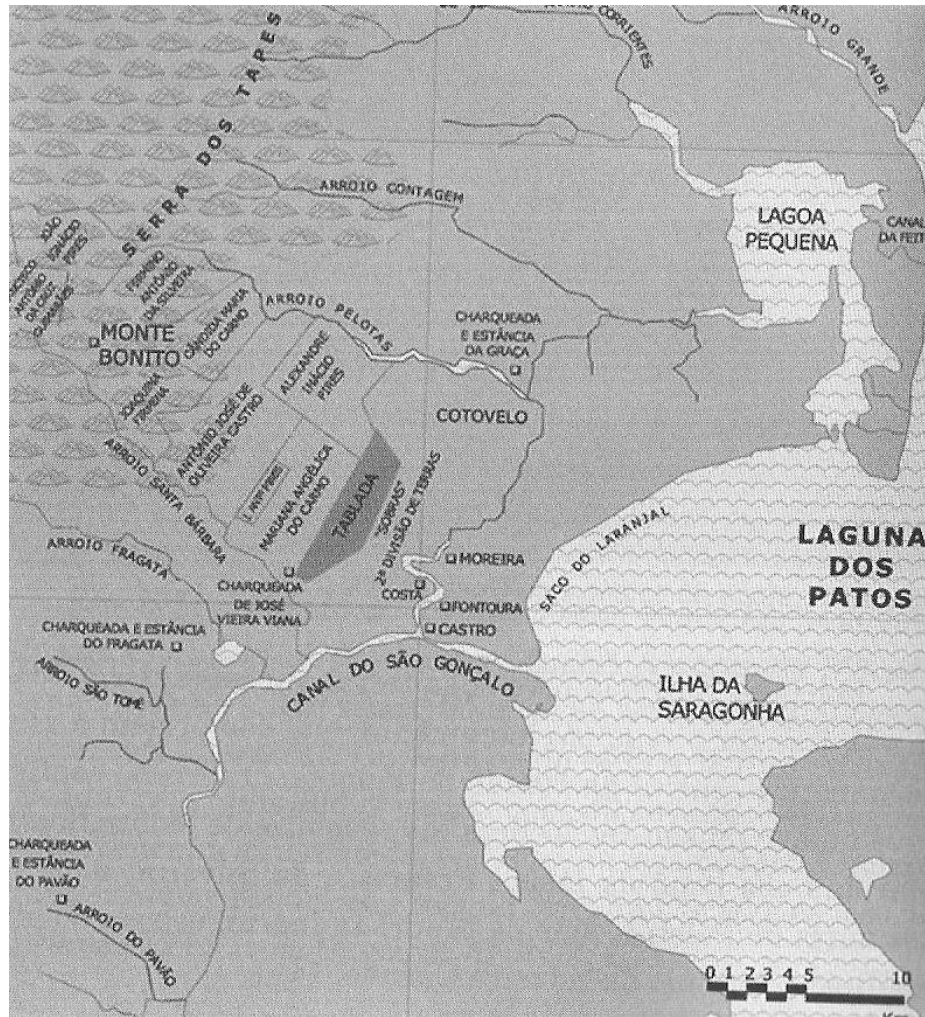 ARROIO CORRIENTES
ARROIO GRANDE
SERRA DOS TAPES
ARROIO CONTAGEM
LAGOA
PEQUENA
CANAL
JOÃO
IGNÁCIO
PIRES
ANTÔNIO
DA CRUZ
GUIMARÃES
FERMINO
ANTÔNIO
DA SILVEIRA
ARROIO PELOTAS
CHARQUEADA
E ESTÂNCIA
DA GRAÇA
MONTE
BONITO
CÂNDIDA MARIA
DO CARMO
ALEXANDRE
INÁCIO
PIRES
JOAQUINA
FIRMINA
ANTÔNIO JOSÉ DE
OLIVEIRA CASTRO
COTOVELO
ARROIO SANTA BÁRBARA
MARIANA ANGÉLICA
DO CARMO
TABLADA
"SOBRAS"
2ª DIVISÃO DE TERRAS
SACO DO LARANJAL
LAGUNA
DOS
PATOS
ARROIO FRAGATA
MOREIRA
COSTA
FONTOURA
CASTRO
CHARQUEADA
DE JOSÉ
VIEIRA VIANA
CHARQUEADA E ESTÂNCIA
DO FRAGATA
ARROIO SÃO TOMÉ
CANAL DO SÃO GONÇALO
ILHA DA
SARAGONHA
CHARQUEADA
E ESTÂNCIA
DO PAVÃO
ARROIO DO PAVÃO
0 1 2 3 4 5 10